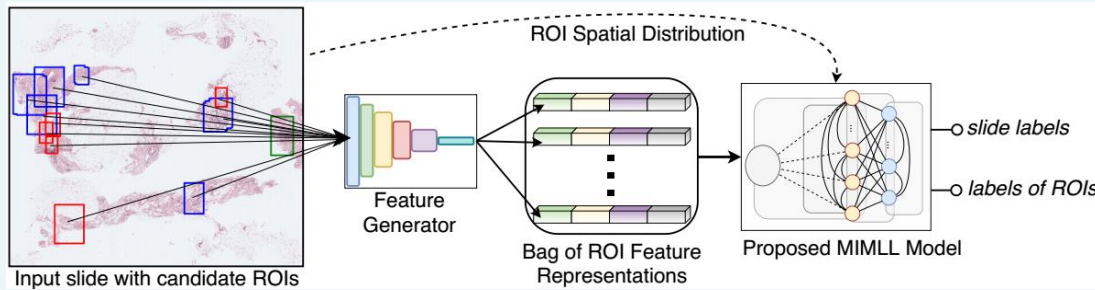 ROI Spatial Distribution
slide labels
labels of ROIs
Feature
Generator
Bag of ROI Feature
Representations
Proposed MIMLL Model
Input slide with candidate ROIs